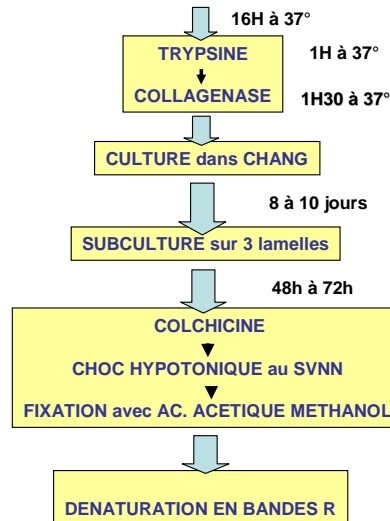 16H à 37°
TRYPSINE 1H à 37°
COLLAGENASE 1H30 à 37°
CULTURE dans CHANG
8 à 10 jours
SUBCULTURE sur 3 lamelles
48h à 72h
COLCHICINE
CHOC HYPOTONIQUE au SVNN
FIXATION avec AC. ACETIQUE METHANOL
DENATURATION EN BANDES R